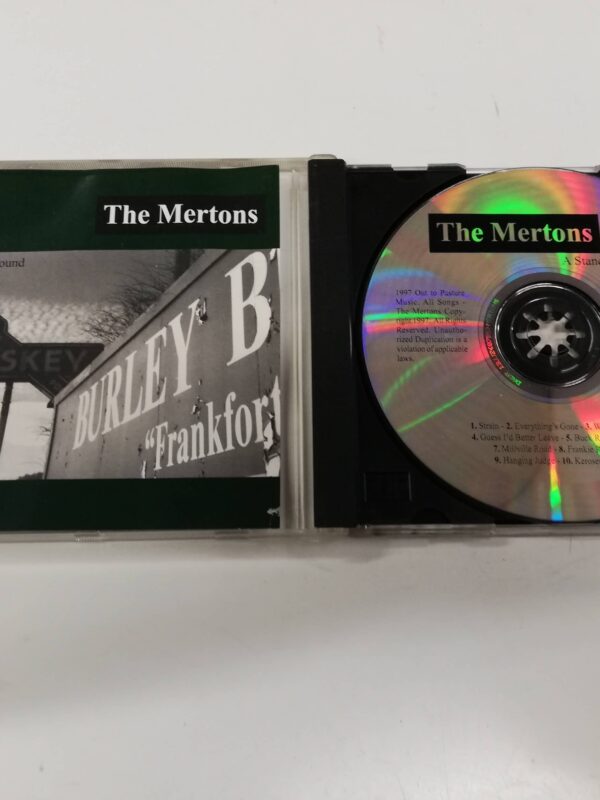 The Mertons
ound
SKEY
BURLEY B
"Frankfort
The Mertons
A Stand
1997 Out to Pasture
Music. All Songs -
The Mertons Copy-
right 1997. All Rights
Reserved. Unautho-
rized Duplication is a
violation of applicable
laws.
1. Strain - 2. Everything's Gone - 3. W
4. Guess I'd Better Leave - 5. Buck R
7. Millville Road - 8. Frankie
9. Hanging Judge - 10. Kerose